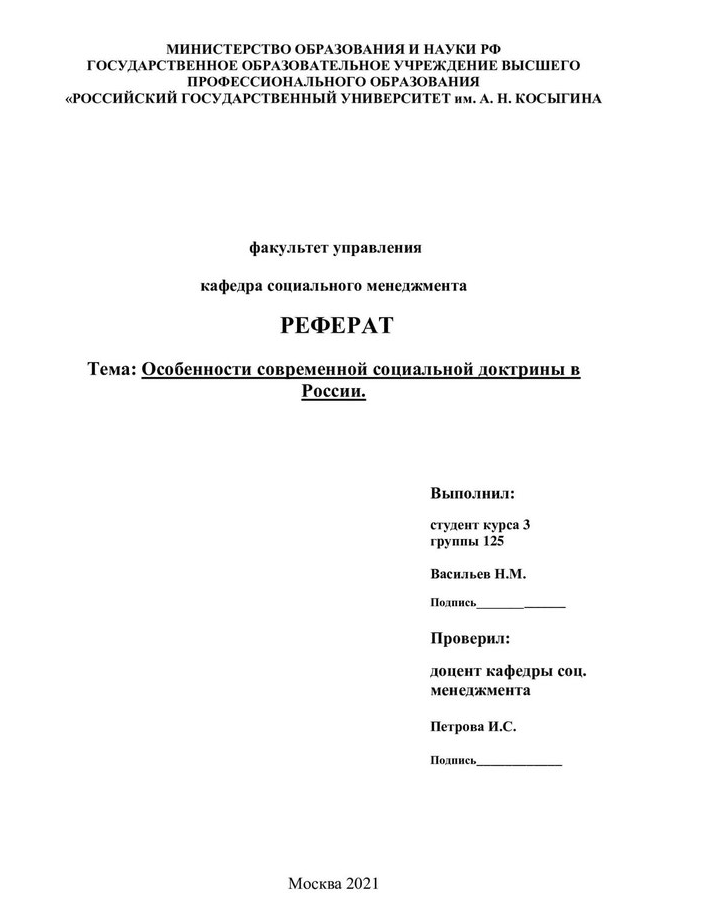 МИНИСТЕРСТВО ОБРАЗОВАНИЯ И НАУКИ РФ
ГОСУДАРСТВЕННОЕ ОБРАЗОВАТЕЛЬНОЕ УЧРЕЖДЕНИЕ ВЫСШЕГО
ПРОФЕССИОНАЛЬНОГО ОБРАЗОВАНИЯ
«РОССИЙСКИЙ ГОСУДАРСТВЕННЫЙ УНИВЕРСИТЕТ им. А. Н. КОСЫГИНА
факультет управления
кафедра социального менеджмента
РЕФЕРАТ
Тема: Особенности современной социальной доктрины в
России.
Выполнил:
студент курса 3
группы 125
Васильев Н.М.
Подпись_______________
Проверил:
доцент кафедры соц.
менеджмента
Петрова И.С.
Подпись______________
Москва 2021